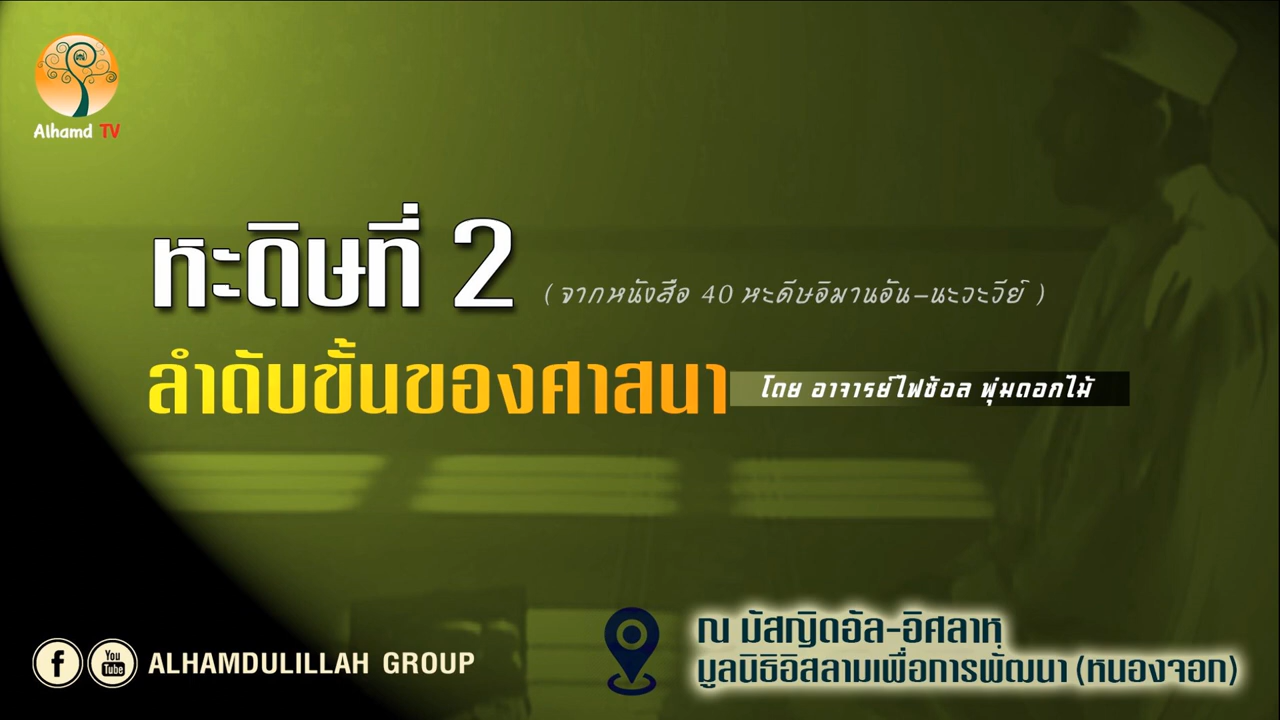 Alhamd TV
หะดิษที่ 2 ( จากหนังสือ 40 หะดีษอิมามอัน-นะวะวีย์ )
ลำดับขั้นของศาสนา โดย อาจารย์ไฟซ้อล พุ่มดอกไม้
ณ มัสญิดอัล-อิศลาห
มูลนิธิอิสลามเพื่อการพัฒนา (หนองจอก)
f You Tube ALHAMDULILLAH GROUP